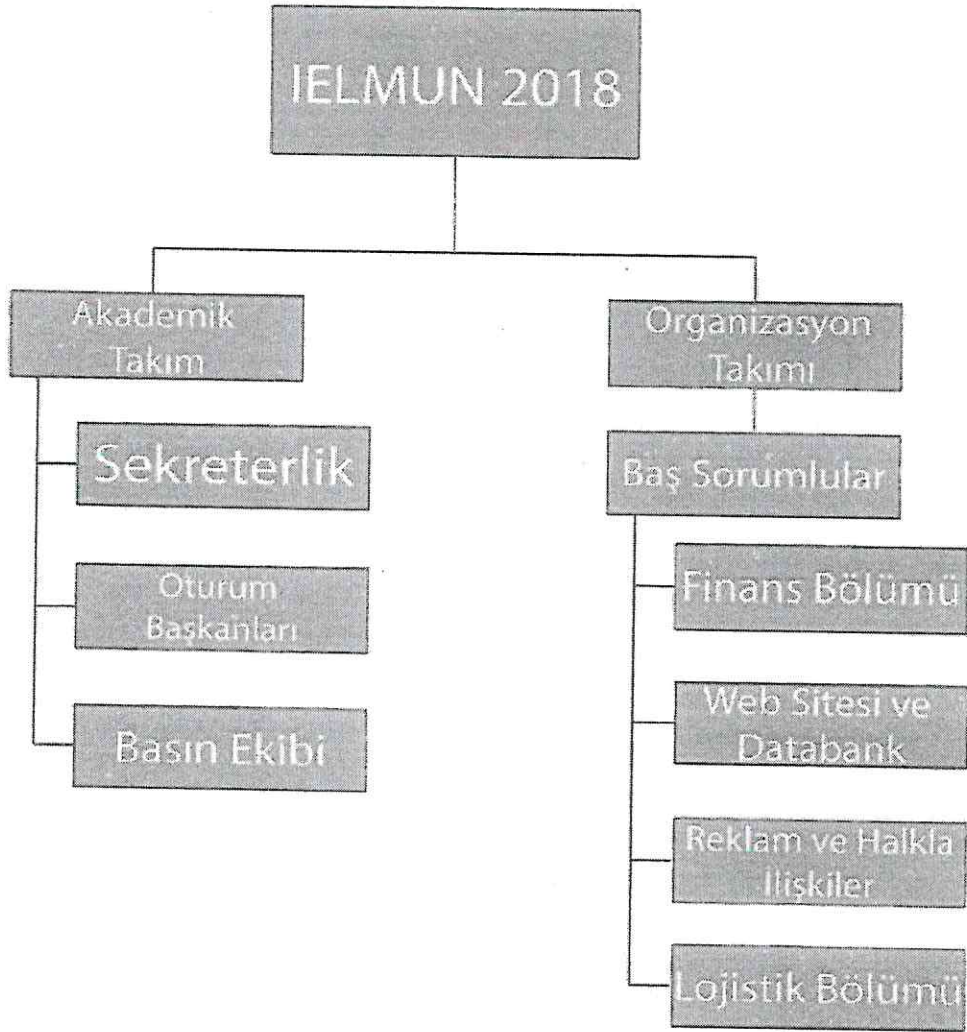 IELMUN 2018
Akademik
Takım
Organizasyon
Takımı
Sekreterlik
Oturum
Başkanları
Basın Ekibi
Baş Sorumlular
Finans Bölümü
Web Sitesi ve
Databank
Reklam ve Halkla
İlişkiler
Lojistik Bölümü